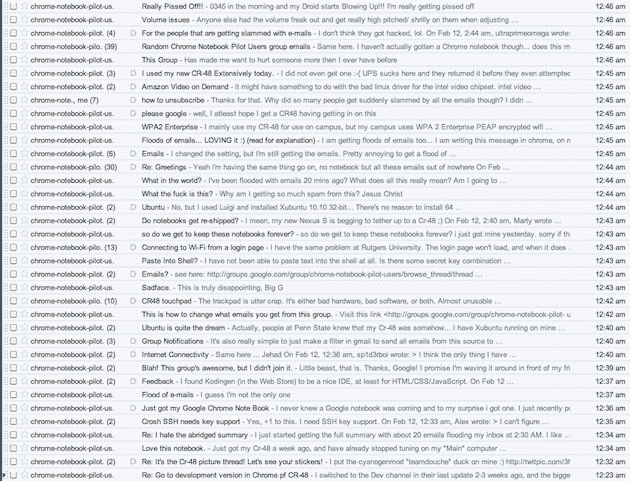 chrome-notebook-pilot-us. Really Pissed Off!! - 0345 in the morning and my Droid starts Blowing Up!!! I'm really getting pissed off 12:46 am
chrome-notebook-pilot-us. Volume issues - Anyone else had the volume freak out and get really high pitched/ shrilly on them when adjusting ... 12:46 am
chrome-notebook-pilot. (4) For the people that are getting slammed with e-mails - I don't think they got hacked, lol. On Feb 12, 2:44 am, ultraprimeomega wrote: 12:46 am
chrome-notebook-pilo. (39) Random Chrome Notebook Pilot Users group emails - Same here. I haven't actually gotten a Chrome notebook though... does this m 12:46 am
chrome-notebook-pilot-us. This Group - Has made me want to hurt someone more then I ever have before 12:46 am
chrome-notebook-pilot. (3) I used my new CR-48 Extensively today. - I did not even get one :-( UPS sucks here and they returned it before they even attempted 12:45 am
chrome-notebook-pilot. (2) Amazon Video on Demand - it might have something to do with the bad linux driver for the intel video chipset. intel video ... 12:45 am
chrome-note., me (7) how to unsubscribe - Thanks for that. Why did so many people get suddenly slammed by all the emails though? I didn ... 12:45 am
chrome-notebook-pilot-us. please google - well, I atleast hope I get a CR48 having getting in on this 12:45 am
chrome-notebook-pilot-us. WPA2 Enterprise - I mainly use my CR-48 for use on campus, but my campus uses WPA 2 Enterprise PEAP encrypted wifi ... 12:45 am
chrome-notebook-pilot-us. Floods of emails... LOVING it :) (read for explanation) - I am getting floods of emails too... I am writing this message in chrome, on n 12:45 am
chrome-notebook-pilot. (6) Emails - I changed the setting, but I'm still getting the emails. Pretty annoying to get a flood of ... 12:45 am
chrome-notebook-pilo. (30) Re: Greetings - Yeah i'm having the same thing go on, no notebook but all these emails out of nowhere On Feb ... 12:44 am
chrome-notebook-pilot-us. What in the world? - I've been flooded with emails 20 mins ago? What does all this really mean? Am I going to ... 12:44 am
chrome-notebook-pilot-us. What the fuck is this? - Why am I getting so much spam from this? Jesus Christ 12:44 am
chrome-notebook-pilot. (2) Ubuntu - No, but I used Luigi and installed Xubuntu 10.10 32-bit... There's no reason to install 64 ... 12:44 am
chrome-notebook-pilot. (2) Do notebooks get re-shipped? - I mean, my new Nexus S is begging to tether up to a Cr-48 ;) On Feb 12, 2:40 am, Marty wrote ... 12:43 am
chrome-notebook-pilot-us. so do we get to keep these notebooks forever? - so do we get to keep these notebooks forever? i just got mine yesterday. sorry if th 12:43 am
chrome-notebook-pilo. (13) Connecting to Wi-Fi from a login page - I have the same problem at Rutgers University. The login page won't load, and when it does . 12:43 am
chrome-notebook-pilot-us. Paste Into Shell? - I have not been able to paste text into the shell at all. Is there some secret key combination ... 12:43 am
chrome-notebook-pilot. (2) Emails? - see here: http://groups.google.com/group/chrome-notebook-pilot-users/browse_thread/thread ... 12:43 am
chrome-notebook-pilot-us. Sadface. - This is truly disappointing, Big G 12:43 am
chrome-notebook-pilo. (10) CR48 touchpad - The trackpad is utter crap. It's either bad hardware, bad software, or both. Almost unusable ... 12:42 am
chrome-notebook-pilot-us. This is how to change what emails you get from this group. - Visit this link <http://groups.google.com/group/chrome-notebook-pilot- u 12:42 am
chrome-notebook-pilot. (2) Ubuntu is quite the dream - Actually, people at Penn State knew that my Cr-48 was somehow... I have Xubuntu running on mine ... 12:40 am
chrome-notebook-pilot. (3) Group Notifications - It's also really simple to just make a filter in gmail to send all emails from this source to ... 12:40 am
chrome-notebook-pilot. (2) Internet Connectivity - Same here ... Jehad On Feb 12, 12:36 am, sp1d3rboi wrote: > I think the only thing I have ... 12:40 am
chrome-notebook-pilot. (2) Blah! This group's awesome, but I didn't join it. - Little beast, that is. Thanks, Google! I promise I'm waving it around in front of my fri 12:39 am
chrome-notebook-pilot. (2) Feedback - I found Kodingen (in the Web Store) to be a nice IDE, at least for HTML/CSS/JavaScript. On Feb 12 ... 12:37 am
chrome-notebook-pilot-us. Flood of e-mails - I guess I'm not the only one 12:37 am
chrome-notebook-pilot-us. Just got my Google Chrome Note Book - I never knew a Google notebook was coming and to my surprise i got one. I just recently pu 12:36 am
chrome-notebook-pilot. (2) Crosh SSH needs key support - Yes, +1 to this. I need SSH key support. On Feb 12, 12:33 am, Alex wrote: > I can't figure ... 12:35 am
chrome-notebook-pilot-us. Re: I hate the abridged summary - I just started getting the full summary with about 20 emails flooding my inbox at 2:30 AM. I like ... 12:34 am
chrome-notebook-pilot-us. Love this notebook. - Just got my Cr-48 a week ago, and have already stopped tuning on my "Main" computer ... 12:34 am
chrome-notebook-pilot. (2) Re: It's the Cr-48 picture thread! Let's see your stickers! - I put the cyanogenmod "teamdouche" duck on mine :) http://twitpic.com/3f 12:32 am
chrome-notebook-pilot-us. Re: Go to development version in Chrome pf CR-48 - I switched to the Dev channel in their last update 2-3 weeks ago, and the bigge 12:23 am